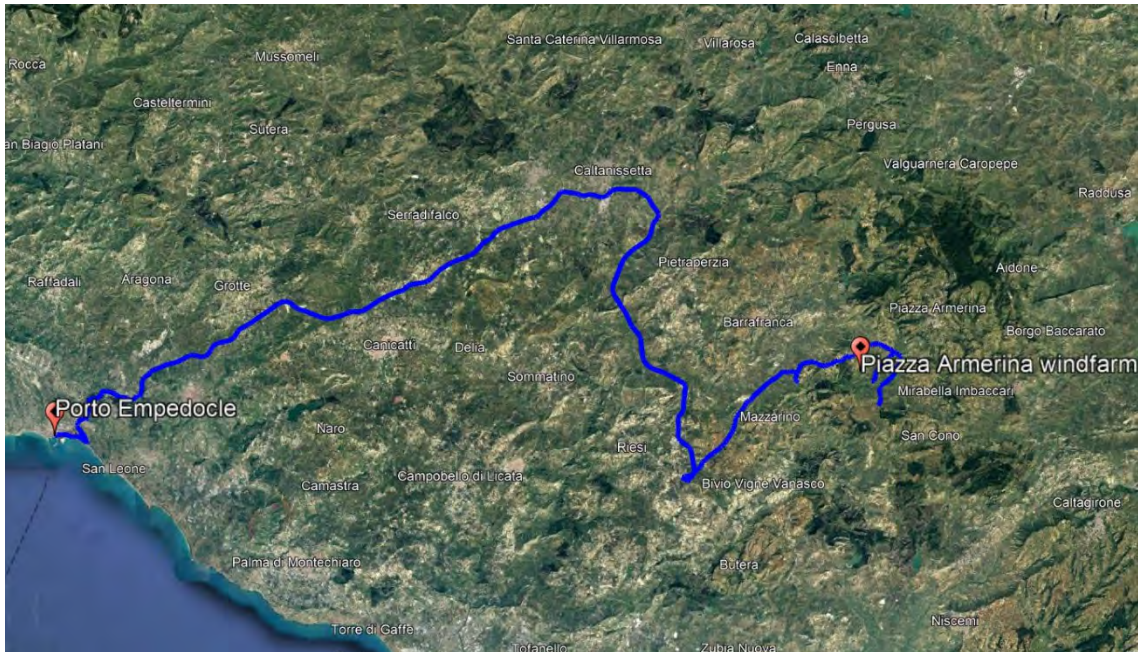 Santa Caterina Villarmosa
Villarosa
Calascibetta
Mussomeli
Rocca
Enna
Casteltermini
Sutera
Pergusa
an Biagio Platani
Valguarnera Caropepe
Caltanissetta
Raddusa
Serradifalco
Pietraperzia
Aidone
Raffadali
Aragona
Grotte
Piazza Armerina
Barrafranca
Borgo Baccarato
Canicatti
Delia
Piazza Armerina windfarm
Sommatino
Mirabella Imbaccari
Porto Empedocle
Mazzarino
Naro
San Cono
Riesi
San Leone
Campobello di Licata
Bivio Vigne Vanasco
Camastra
Caltagirone
Palma di Montechiaro
Butera
Niscemi
Torre di Gaffe
Tofanello
Zubia Nuova